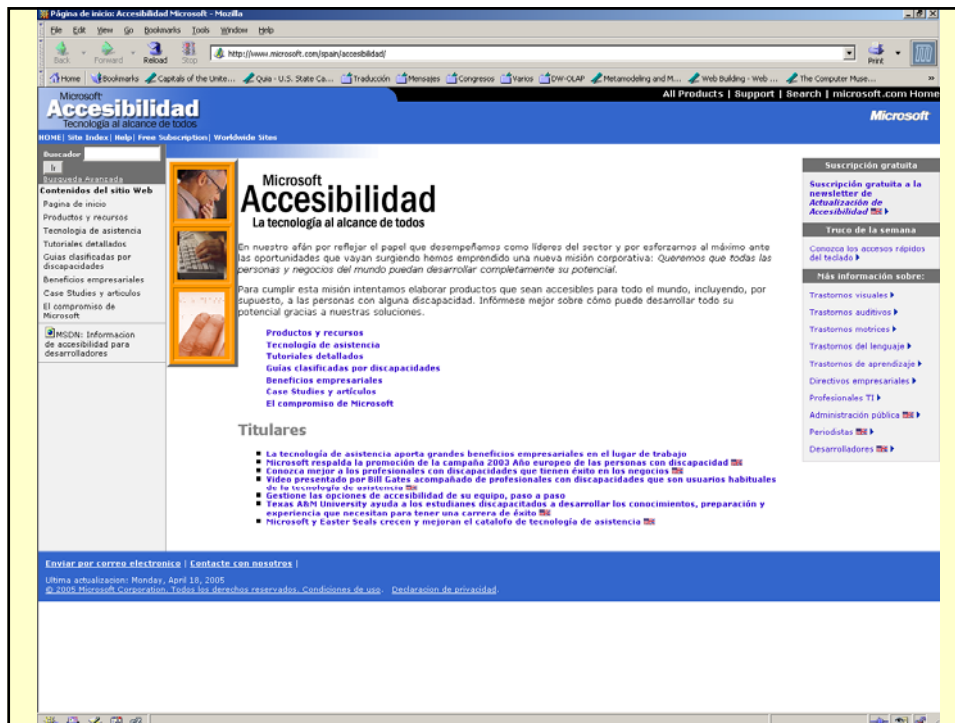 Página de inicio: Accesibilidad Microsoft - Mozilla
File Edit View Go Bookmarks Tools Window Help
Back Forward Reload Stop http://www.microsoft.com/spain/accesibilidad/ Print
Home Bookmarks Capitals of the Unite... Quia - U.S. State Ca... Traducción Mensajes Congresos Varios DW-OLAP Metamodeling and M... Web Building - Web ... The Computer Muse... »
All Products | Support | Search | microsoft.com Home
Microsoft
Accesibilidad
Tecnología al alcance de todos
Microsoft
HOME| Site Index| Help| Free Subscription| Worldwide Sites
Buscador
Ir
Busqueda Avanzada
Contenidos del sitio Web
Pagina de inicio
Productos y recursos
Tecnologia de asistencia
Tutoriales detallados
Guias clasificadas por
discapacidades
Beneficios empresariales
Case Studies y articulos
El compromiso de
Microsoft
MSDN: Informacion
de accesibilidad para
desarrolladores
Microsoft
Accesibilidad
La tecnología al alcance de todos
En nuestro afán por reflejar el papel que desempeñamos como líderes del sector y por esforzarnos al máximo ante
las oportunidades que vayan surgiendo hemos emprendido una nueva misión corporativa: Queremos que todas las
personas y negocios del mundo puedan desarrollar completamente su potencial.
Para cumplir esta misión intentamos elaborar productos que sean accesibles para todo el mundo, incluyendo, por
supuesto, a las personas con alguna discapacidad. Infórmese mejor sobre cómo puede desarrollar todo su
potencial gracias a nuestras soluciones.
Productos y recursos
Tecnología de asistencia
Tutoriales detallados
Guías clasificadas por discapacidades
Beneficios empresariales
Case Studies y artículos
El compromiso de Microsoft
Titulares
La tecnología de asistencia aporta grandes beneficios empresariales en el lugar de trabajo
Microsoft respalda la promoción de la campaña 2003 Año europeo de las personas con discapacidad
Conozca mejor a los profesionales con discapacidades que tienen éxito en los negocios
Video presentado por Bill Gates acompañado de profesionales con discapacidades que son usuarios habituales
de la tecnología de asistencia
Gestione las opciones de accesibilidad de su equipo, paso a paso
Texas A&M University ayuda a los estudianes discapacitados a desarrollar los conocimientos, preparación y
experiencia que necesitan para tener una carrera de éxito
Microsoft y Easter Seals crecen y mejoran el catalofo de tecnología de asistencia
Suscripción gratuita
Suscripción gratuita a la
newsletter de
Actualización de
Accesibilidad
Truco de la semana
Conozca los accesos rápidos
del teclado
Más información sobre:
Trastornos visuales
Trastornos auditivos
Trastornos motrices
Trastornos del lenguaje
Trastornos de aprendizaje
Directivos empresariales
Profesionales TI
Administración pública
Periodistas
Desarrolladores
Enviar por correo electronico | Contacte con nosotros |
Ultima actualizacion: Monday, April 18, 2005
© 2005 Microsoft Corporation. Todos los derechos reservados. Condiciones de uso. Declaracion de privacidad.